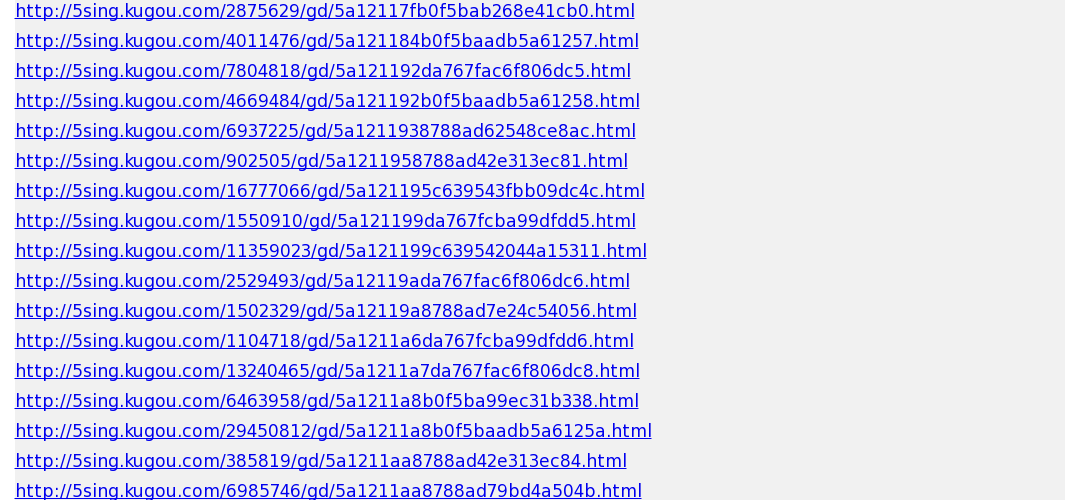 http://5sing.kugou.com/2875629/gd/5a12117fb0f5bab268e41cb0.html
http://5sing.kugou.com/4011476/gd/5a121184b0f5baadb5a61257.html
http://5sing.kugou.com/7804818/gd/5a121192da767fac6f806dc5.html
http://5sing.kugou.com/4669484/gd/5a121192b0f5baadb5a61258.html
http://5sing.kugou.com/6937225/gd/5a1211938788ad62548ce8ac.html
http://5sing.kugou.com/902505/gd/5a1211958788ad42e313ec81.html
http://5sing.kugou.com/16777066/gd/5a121195c639543fbb09dc4c.html
http://5sing.kugou.com/1550910/gd/5a121199da767fcba99dfdd5.html
http://5sing.kugou.com/11359023/gd/5a121199c639542044a15311.html
http://5sing.kugou.com/2529493/gd/5a12119ada767fac6f806dc6.html
http://5sing.kugou.com/1502329/gd/5a12119a8788ad7e24c54056.html
http://5sing.kugou.com/1104718/gd/5a1211a6da767fcba99dfdd6.html
http://5sing.kugou.com/13240465/gd/5a1211a7da767fac6f806dc8.html
http://5sing.kugou.com/6463958/gd/5a1211a8b0f5ba99ec31b338.html
http://5sing.kugou.com/29450812/gd/5a1211a8b0f5baadb5a6125a.html
http://5sing.kugou.com/385819/gd/5a1211aa8788ad42e313ec84.html
http://5sing.kugou.com/6985746/gd/5a1211aa8788ad79bd4a504b.html